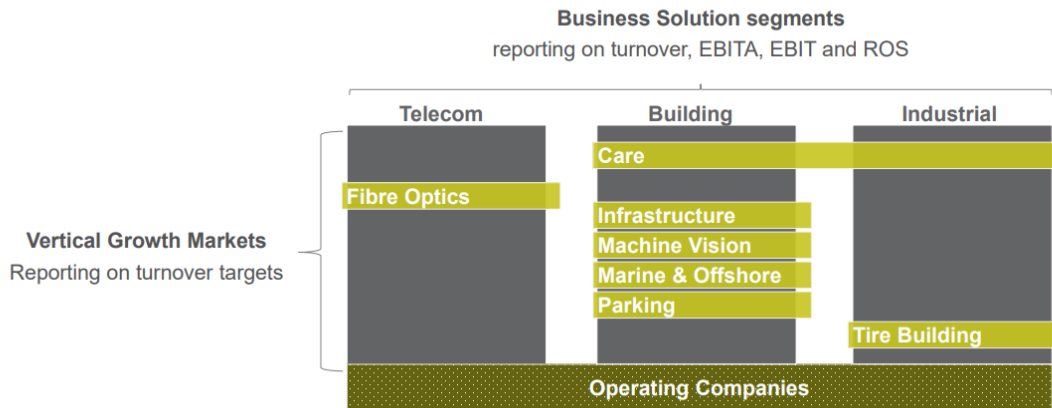 Business Solution segments
reporting on turnover, EBITA, EBIT and ROS
Telecom
Building
Industrial
Care
Fibre Optics
Infrastructure
Vertical Growth Markets
Machine Vision
Reporting on turnover targets
Marine & Offshore
Parking
Tire Building
Operating Companies